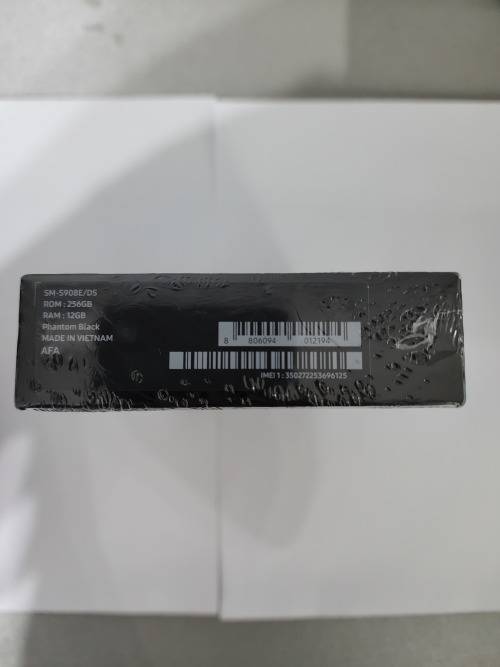 SM-S908E/DS
ROM : 256GB
RAM : 12GB
Phantom Black
MADE IN VIETNAM
AFA
8 806094 012194
IMEI 1 : 350272253696125